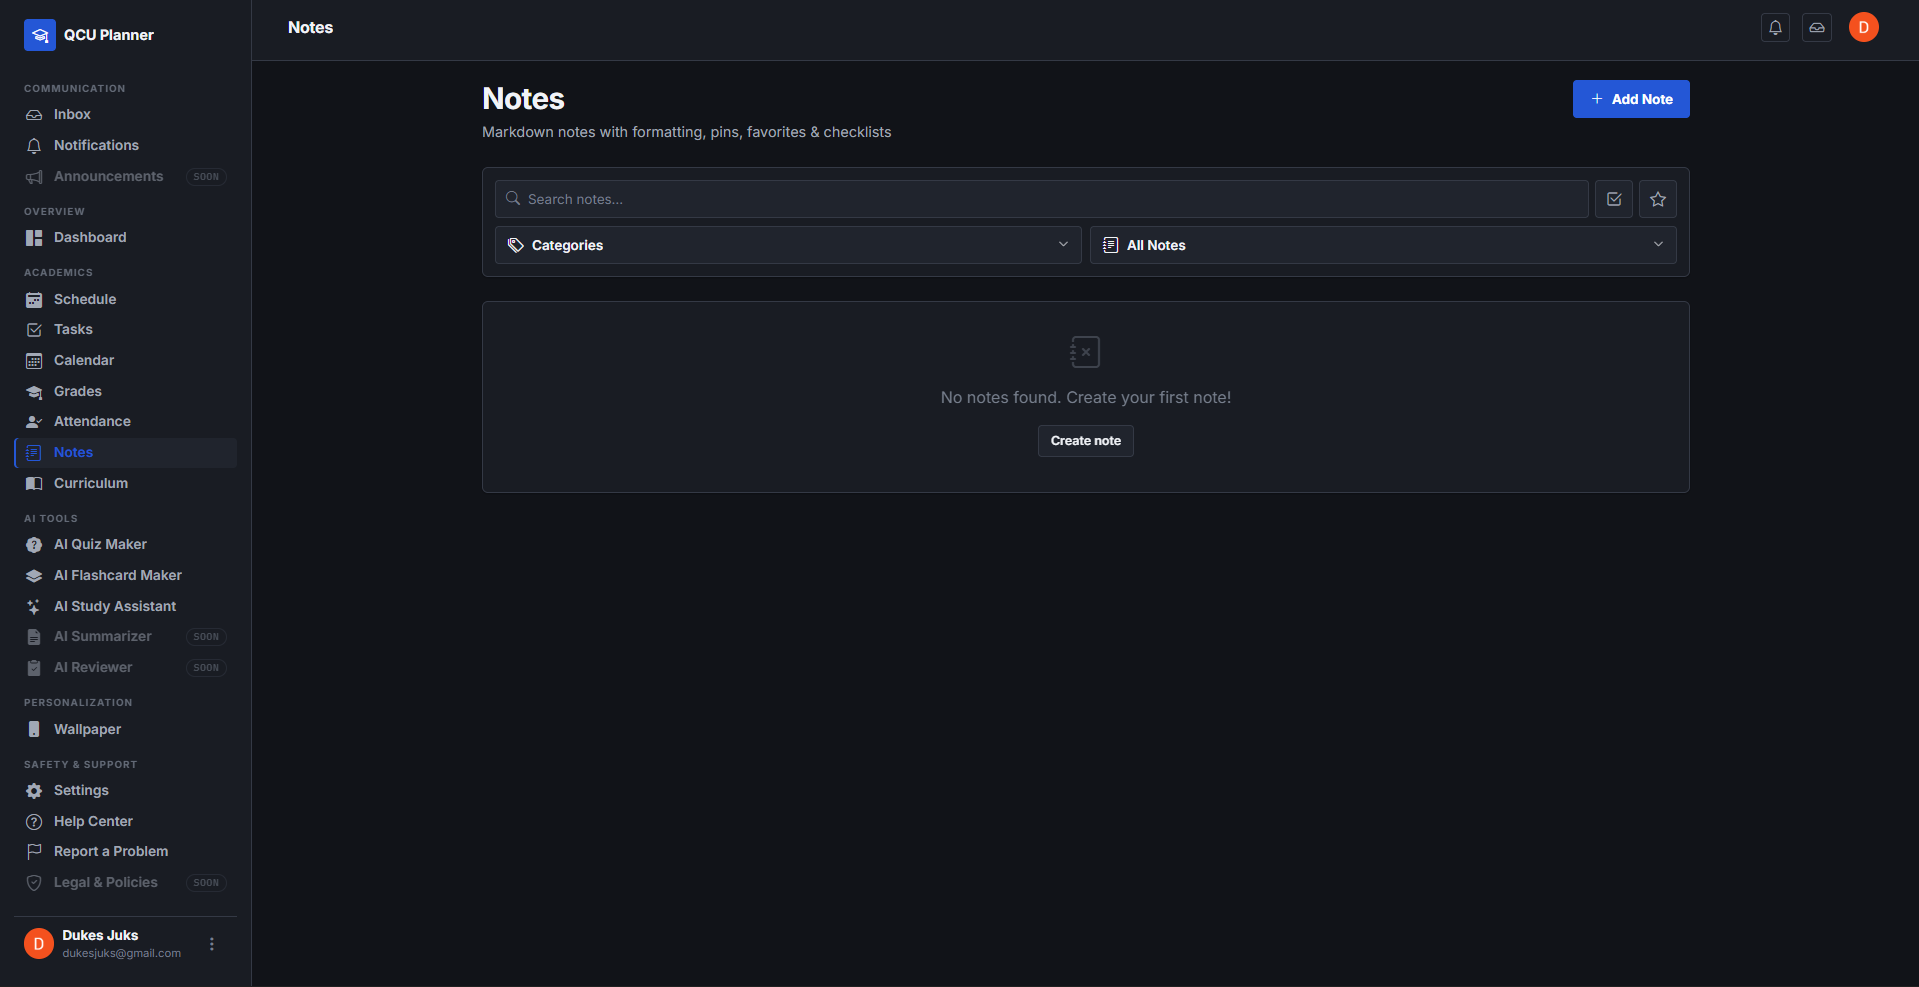 QCU Planner
COMMUNICATION
Inbox
Notifications
Announcements SOON
OVERVIEW
Dashboard
ACADEMICS
Schedule
Tasks
Calendar
Grades
Attendance
Notes
Curriculum
AI TOOLS
AI Quiz Maker
AI Flashcard Maker
AI Study Assistant
AI Summarizer SOON
AI Reviewer SOON
PERSONALIZATION
Wallpaper
SAFETY & SUPPORT
Settings
Help Center
Report a Problem
Legal & Policies SOON
D
Dukes Juks
dukesjuks@gmail.com
Notes
D
Notes
+ Add Note
Markdown notes with formatting, pins, favorites & checklists
Search notes...
Categories
All Notes
No notes found. Create your first note!
Create note